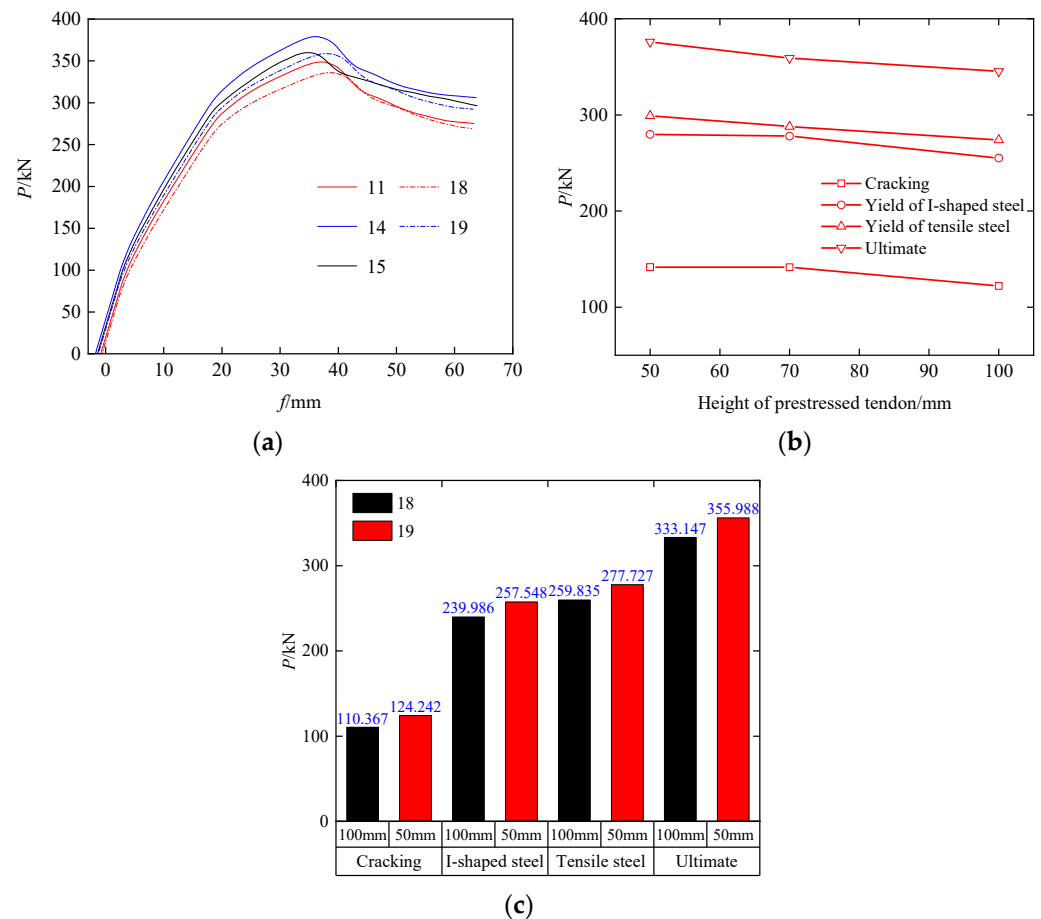 400
350
300
250
200
150
100
50
0
P/kN
11
18
14
19
15
0 10 20 30 40 50 60 70
f/mm
(a)
400
300
200
100
P/kN
Cracking
Yield of I-shaped steel
Yield of tensile steel
Ultimate
50 60 70 80 90 100
Height of prestressed tendon/mm
(b)
400
300
200
100
0
P/kN
18
19
110.367
124.242
239.986
257.548
259.835
277.727
333.147
355.988
100mm 50mm 100mm 50mm 100mm 50mm 100mm 50mm
Cracking I-shaped steel Tensile steel Ultimate
(c)